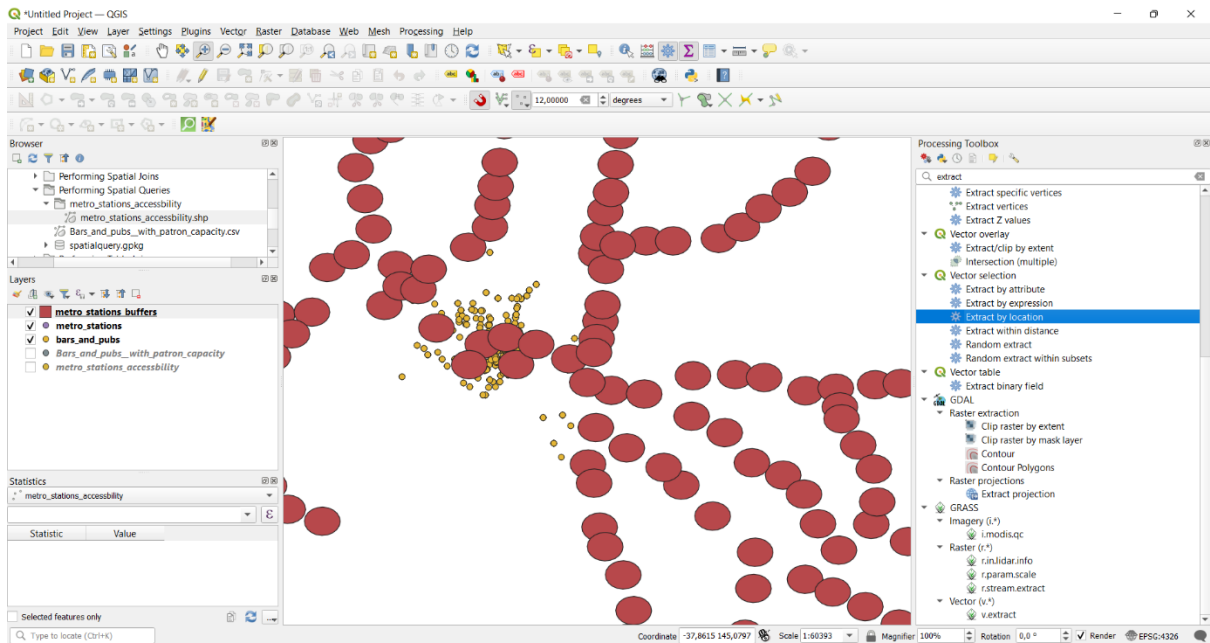 *Untitled Project — QGIS
Project Edit View Layer Settings Plugins Vector Raster Database Web Mesh Processing Help
12,00000 degrees
Browser
Performing Spatial Joins
Performing Spatial Queries
metro_stations_accessbility
metro_stations_accessbility.shp
Bars_and_pubs__with_patron_capacity.csv
spatialquery.gpkg
Layers
metro_stations_buffers
metro_stations
bars_and_pubs
Bars_and_pubs__with_patron_capacity
metro_stations_accessbility
Statistics
metro_stations_accessbility
ε
Statistic Value
Selected features only
Processing Toolbox
extract
Extract specific vertices
Extract vertices
Extract Z values
Vector overlay
Extract/clip by extent
Intersection (multiple)
Vector selection
Extract by attribute
Extract by expression
Extract by location
Extract within distance
Random extract
Random extract within subsets
Vector table
Extract binary field
GDAL
Raster extraction
Clip raster by extent
Clip raster by mask layer
Contour
Contour Polygons
Raster projections
Extract projection
GRASS
Imagery (i.*)
i.modis.qc
Raster (r.*)
r.in.lidar.info
r.param.scale
r.stream.extract
Vector (v.*)
v.extract
Type to locate (Ctrl+K) Coordinate -37,8615 145,0797 Scale 1:60393 Magnifier 100% Rotation 0,0 ° Render EPSG:4326